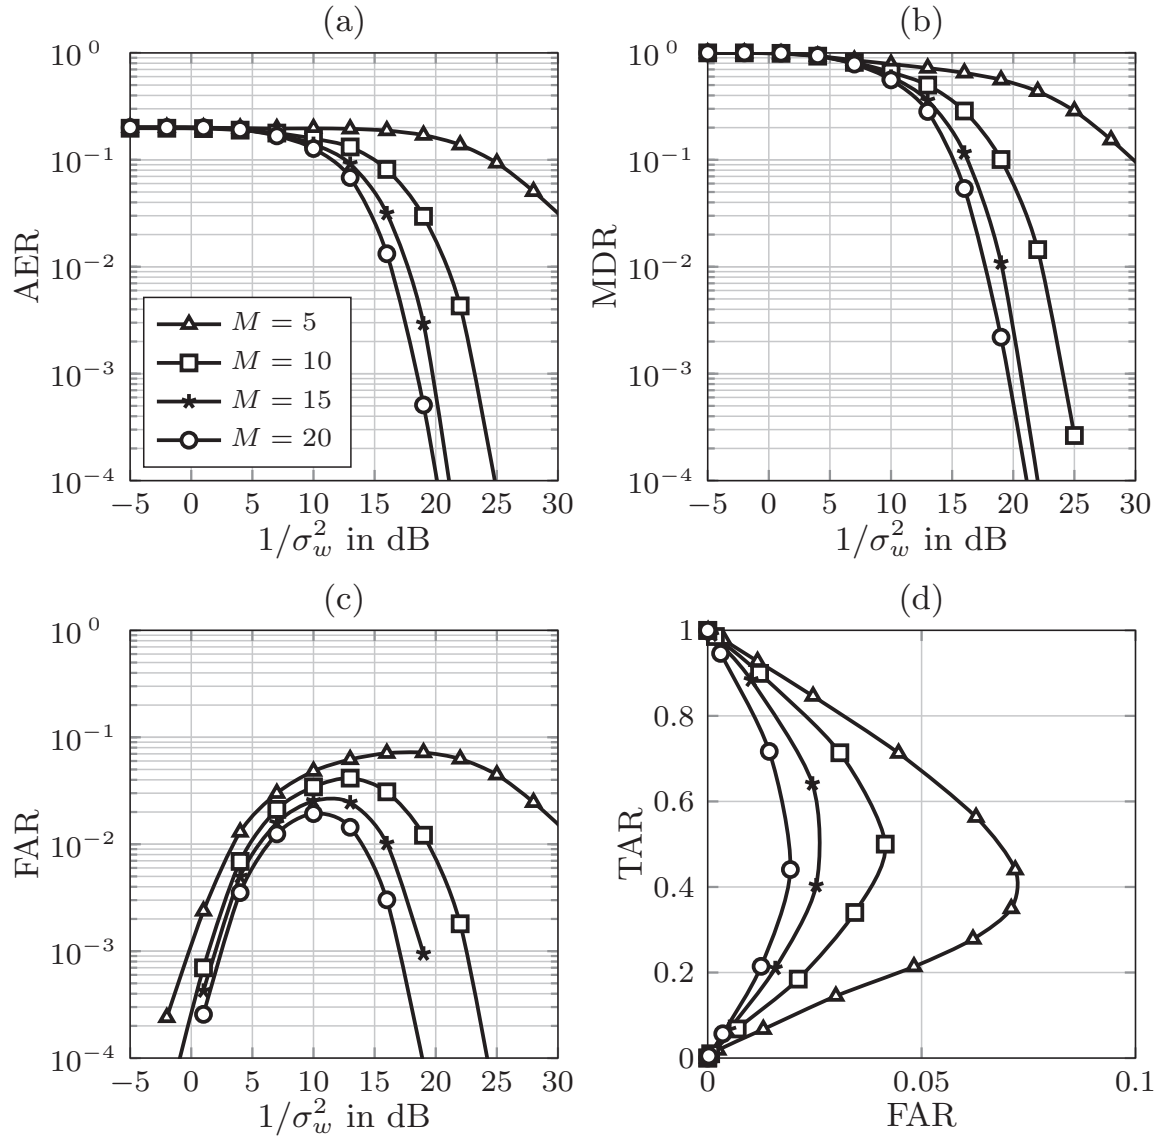 (a)
10^0
10^−1
10^−2
10^−3
10^−4
AER
M = 5
M = 10
M = 15
M = 20
−5 0 5 10 15 20 25 30
1/σ_w^2 in dB
(b)
10^0
10^−1
10^−2
10^−3
10^−4
MDR
−5 0 5 10 15 20 25 30
1/σ_w^2 in dB
(c)
10^0
10^−1
10^−2
10^−3
10^−4
FAR
−5 0 5 10 15 20 25 30
1/σ_w^2 in dB
(d)
1
0.8
0.6
0.4
0.2
0
TAR
0 0.05 0.1
FAR